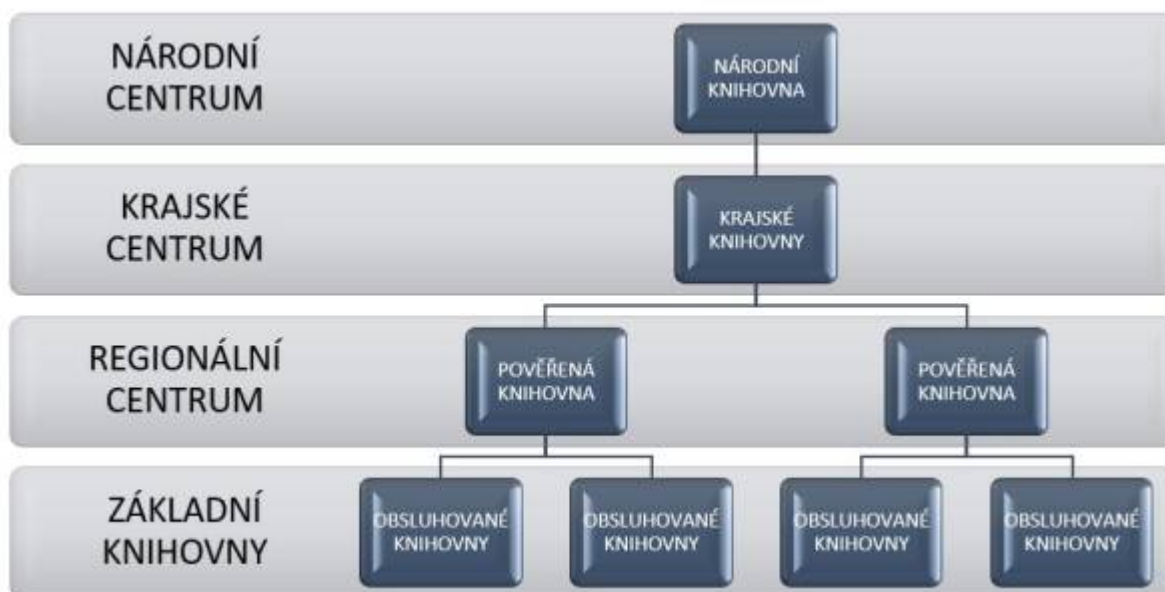 NÁRODNÍ
CENTRUM
NÁRODNÍ
KNIHOVNA
KRAJSKÉ
CENTRUM
KRAJSKÉ
KNIHOVNY
REGIONÁLNÍ
CENTRUM
POVĚŘENÁ
KNIHOVNA
POVĚŘENÁ
KNIHOVNA
ZÁKLADNÍ
KNIHOVNY
OBSLUHOVANÉ
KNIHOVNY
OBSLUHOVANÉ
KNIHOVNY
OBSLUHOVANÉ
KNIHOVNY
OBSLUHOVANÉ
KNIHOVNY